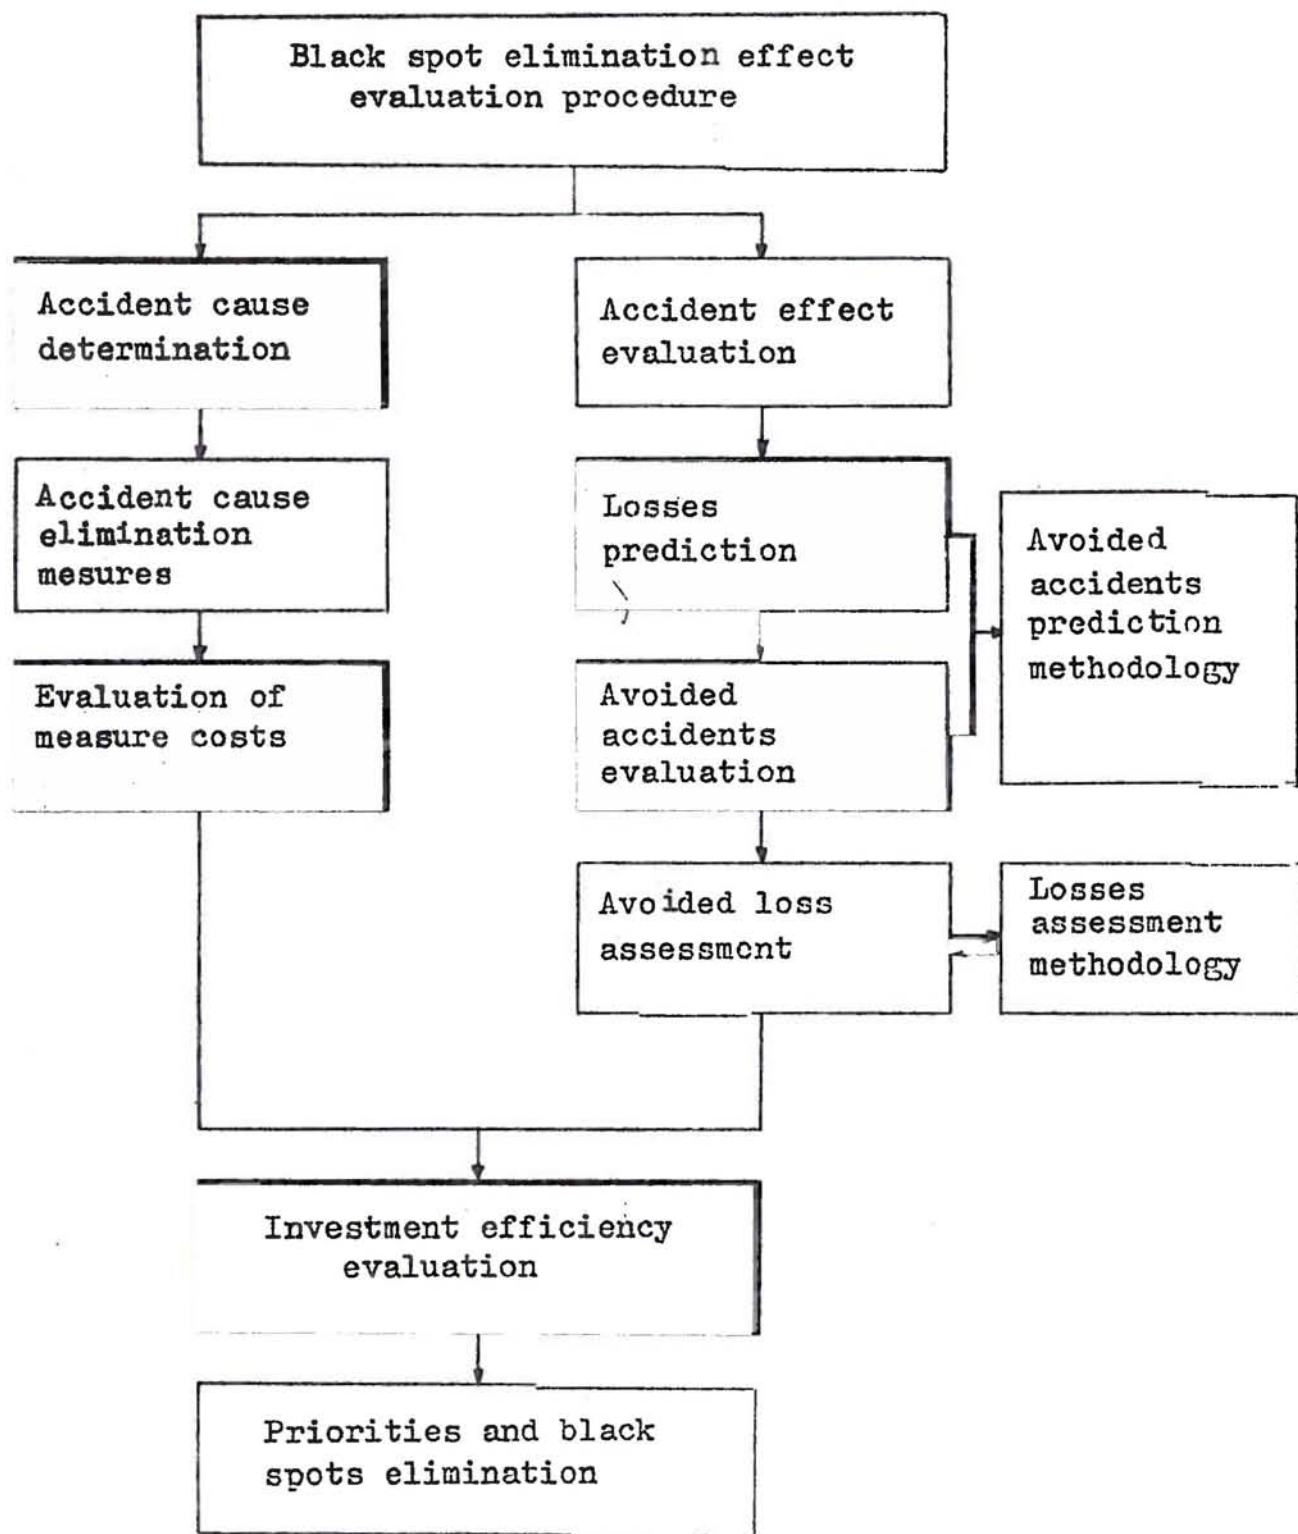 Black spot elimination effect
evaluation procedure
Accident cause
determination
Accident effect
evaluation
Accident cause
elimination
mesures
Losses
prediction
Avoided
accidents
prediction
methodology
Evaluation of
measure costs
Avoided
accidents
evaluation
Avoided loss
assessment
Losses
assessment
methodology
Investment efficiency
evaluation
Priorities and black
spots elimination